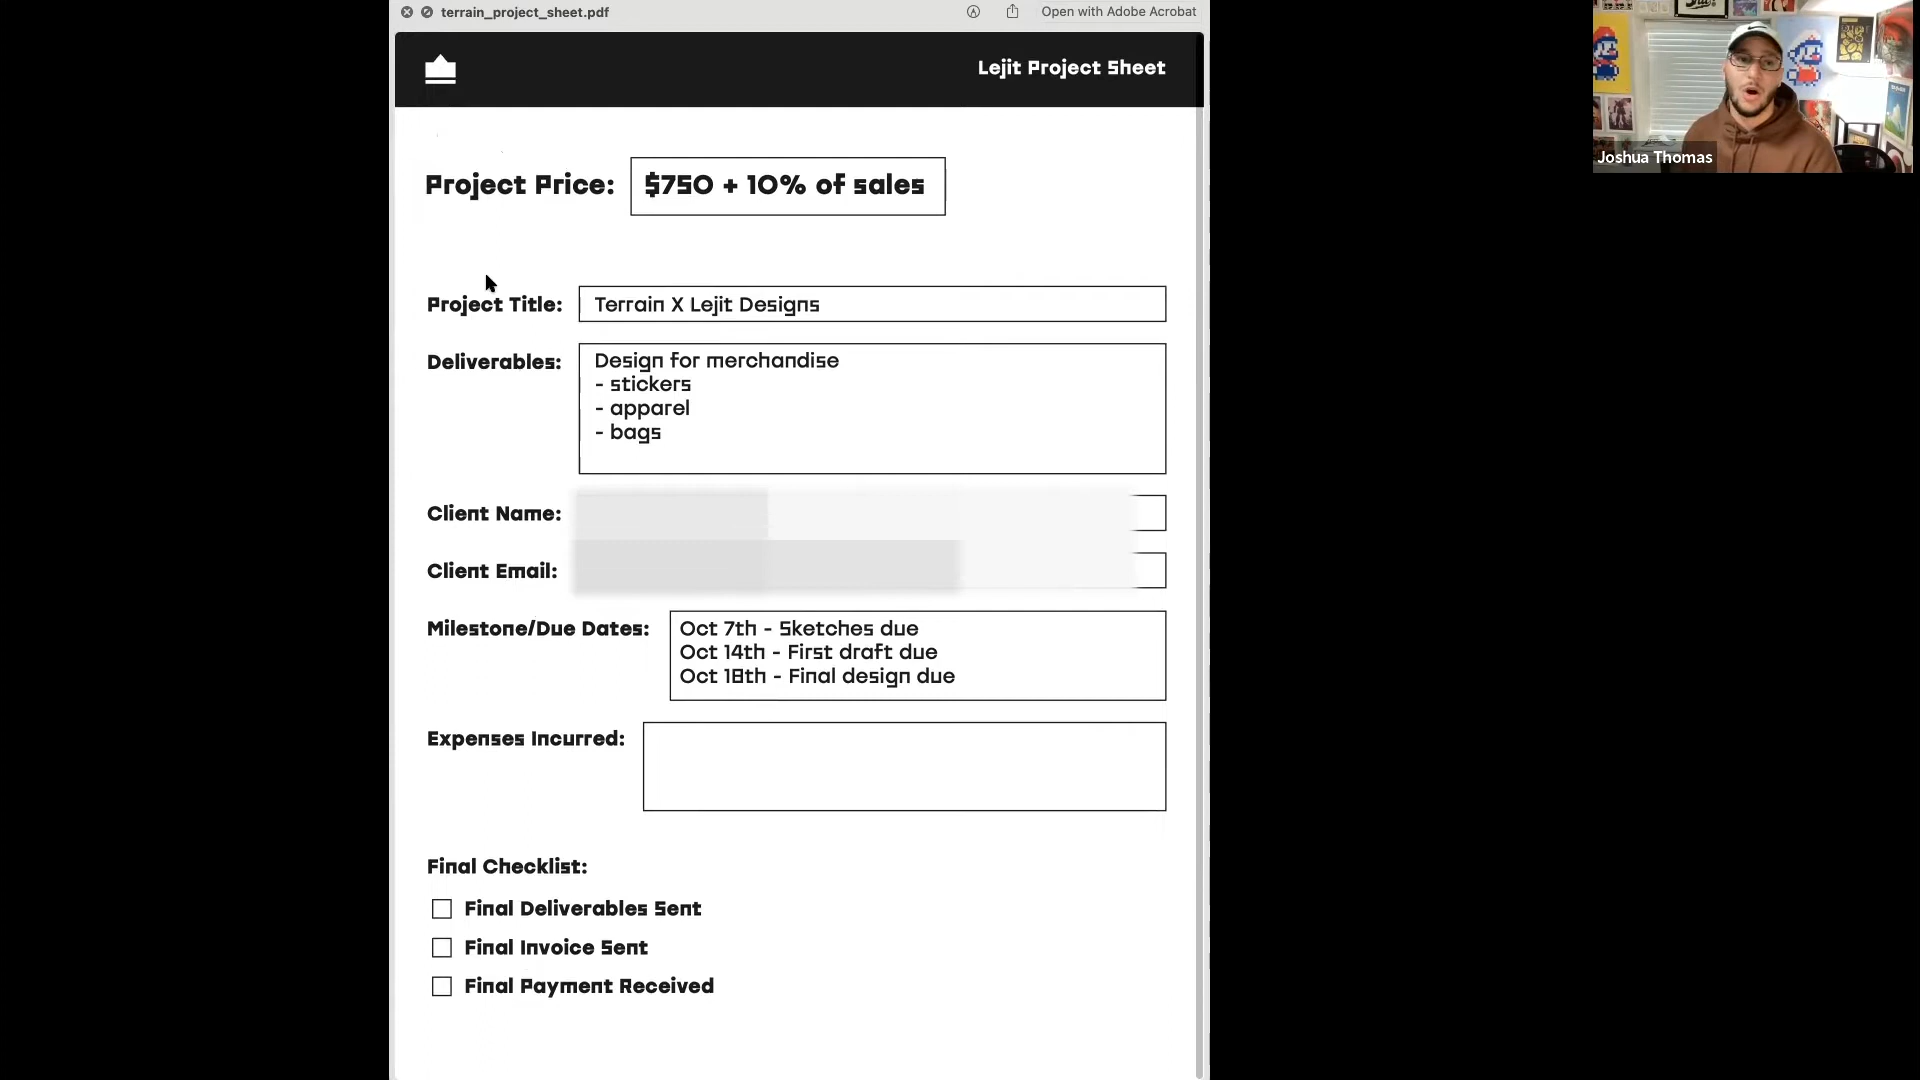 terrain_project_sheet.pdf
Open with Adobe Acrobat
Lejit Project Sheet
Joshua Thomas
Project Price: $750 + 10% of sales
Project Title: Terrain X Lejit Designs
Deliverables: Design for merchandise
- stickers
- apparel
- bags
Client Name:
Client Email:
Milestone/Due Dates: Oct 7th - Sketches due
Oct 14th - First draft due
Oct 18th - Final design due
Expenses Incurred:
Final Checklist:
Final Deliverables Sent
Final Invoice Sent
Final Payment Received